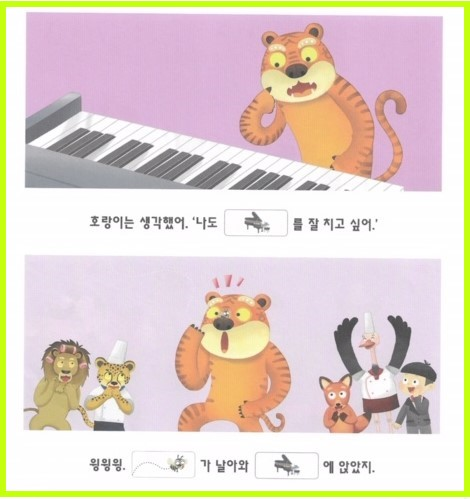 호랑이는 생각했어. '나도 를 잘 치고 싶어.'
윙윙윙. 가 날아와 에 앉았지.